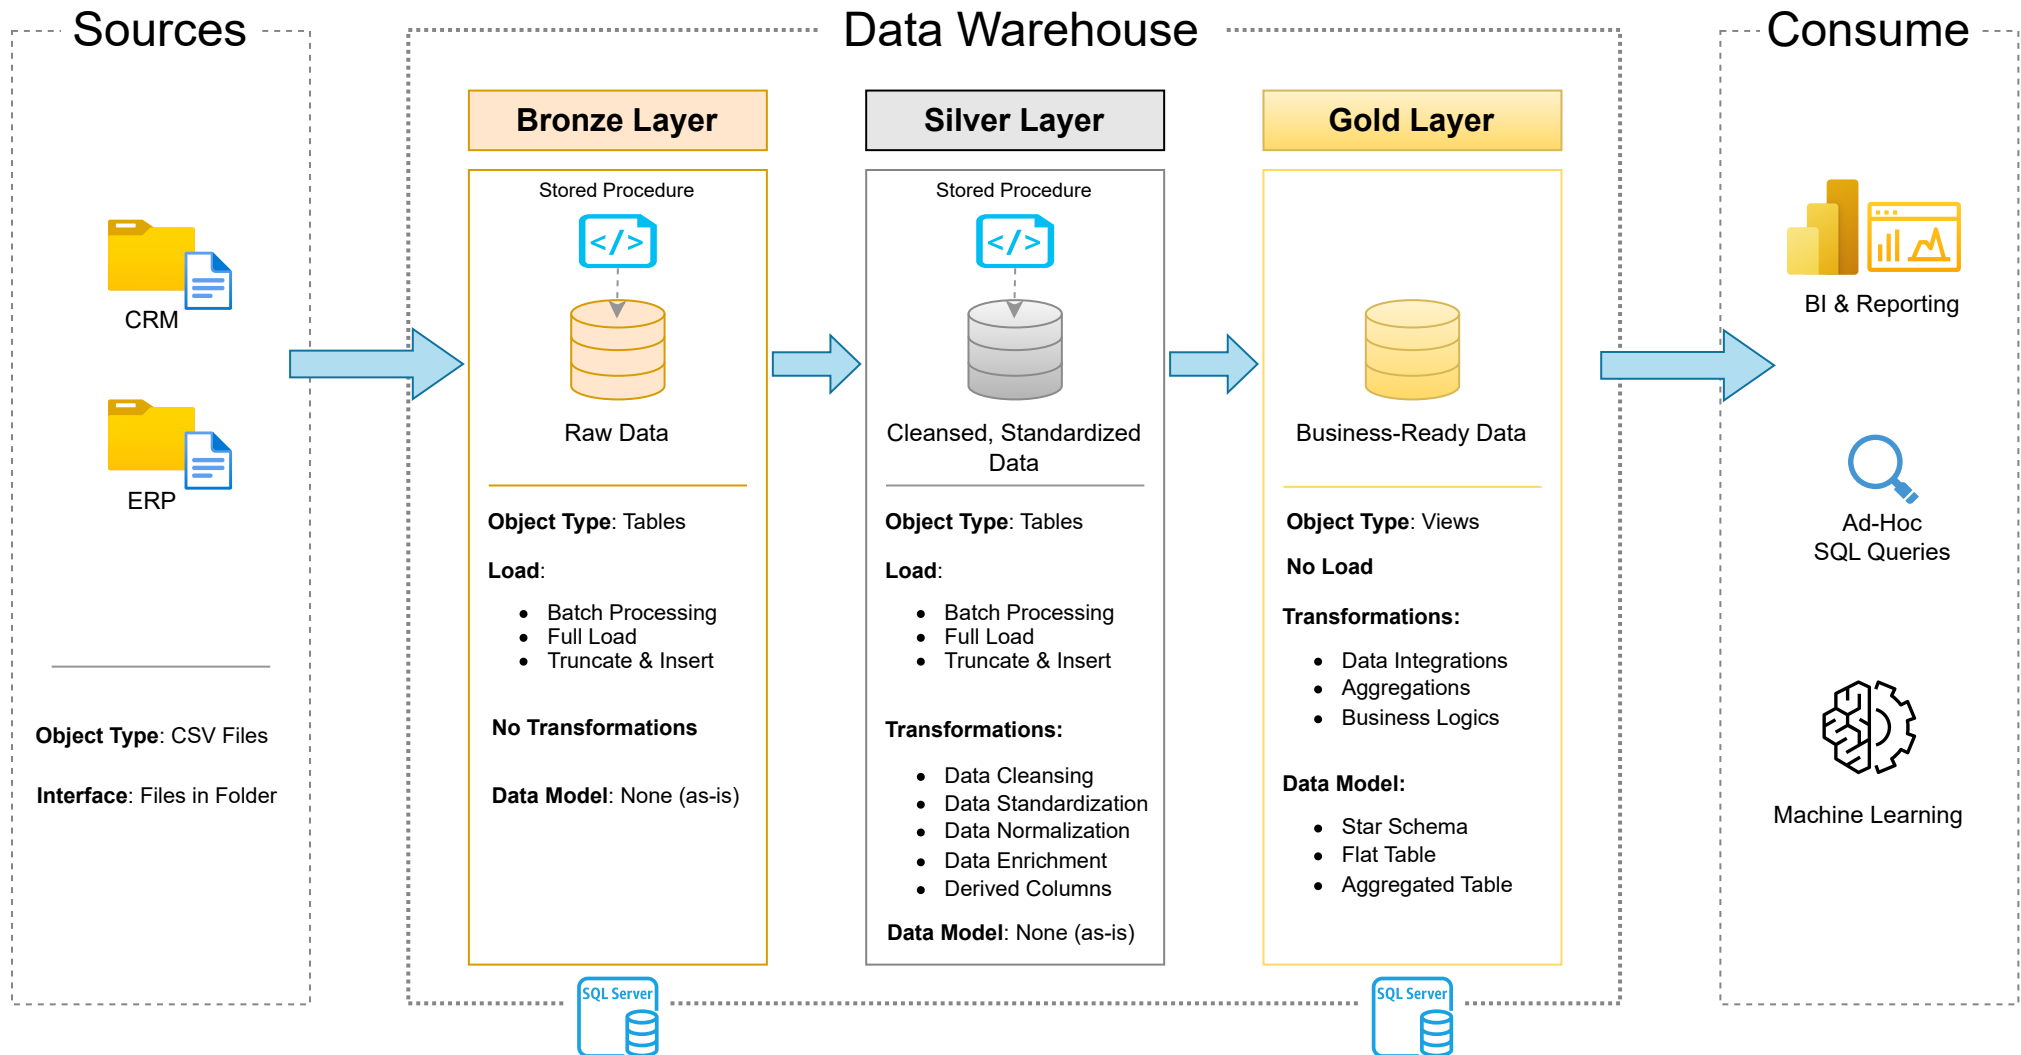 Sources
CRM
ERP
Object Type: CSV Files
Interface: Files in Folder
Data Warehouse
Bronze Layer
Stored Procedure
</>
Raw Data
Object Type: Tables
Load:
Batch Processing
Full Load
Truncate & Insert
No Transformations
Data Model: None (as-is)
SQL Server
Silver Layer
Stored Procedure
</>
Cleansed, Standardized
Data
Object Type: Tables
Load:
Batch Processing
Full Load
Truncate & Insert
Transformations:
Data Cleansing
Data Standardization
Data Normalization
Data Enrichment
Derived Columns
Data Model: None (as-is)
Gold Layer
Business-Ready Data
Object Type: Views
No Load
Transformations:
Data Integrations
Aggregations
Business Logics
Data Model:
Star Schema
Flat Table
Aggregated Table
SQL Server
Consume
BI & Reporting
Ad-Hoc
SQL Queries
Machine Learning